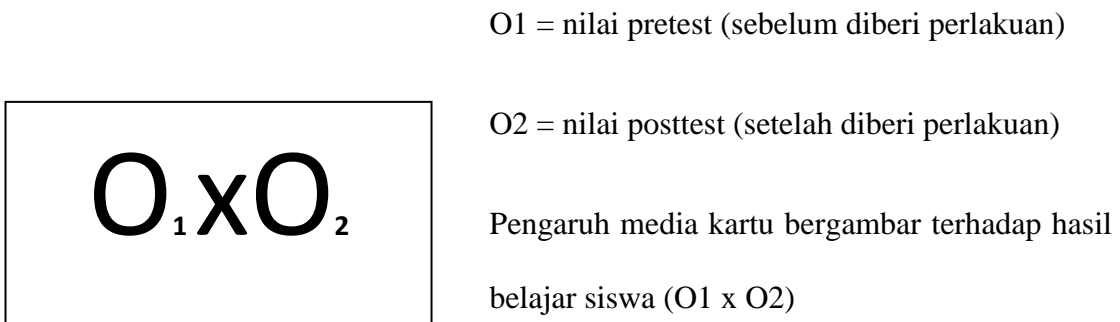 O1 = nilai pretest (sebelum diberi perlakuan)
O2 = nilai posttest (setelah diberi perlakuan)
O₁xO₂
Pengaruh media kartu bergambar terhadap hasil
belajar siswa (O1 x O2)